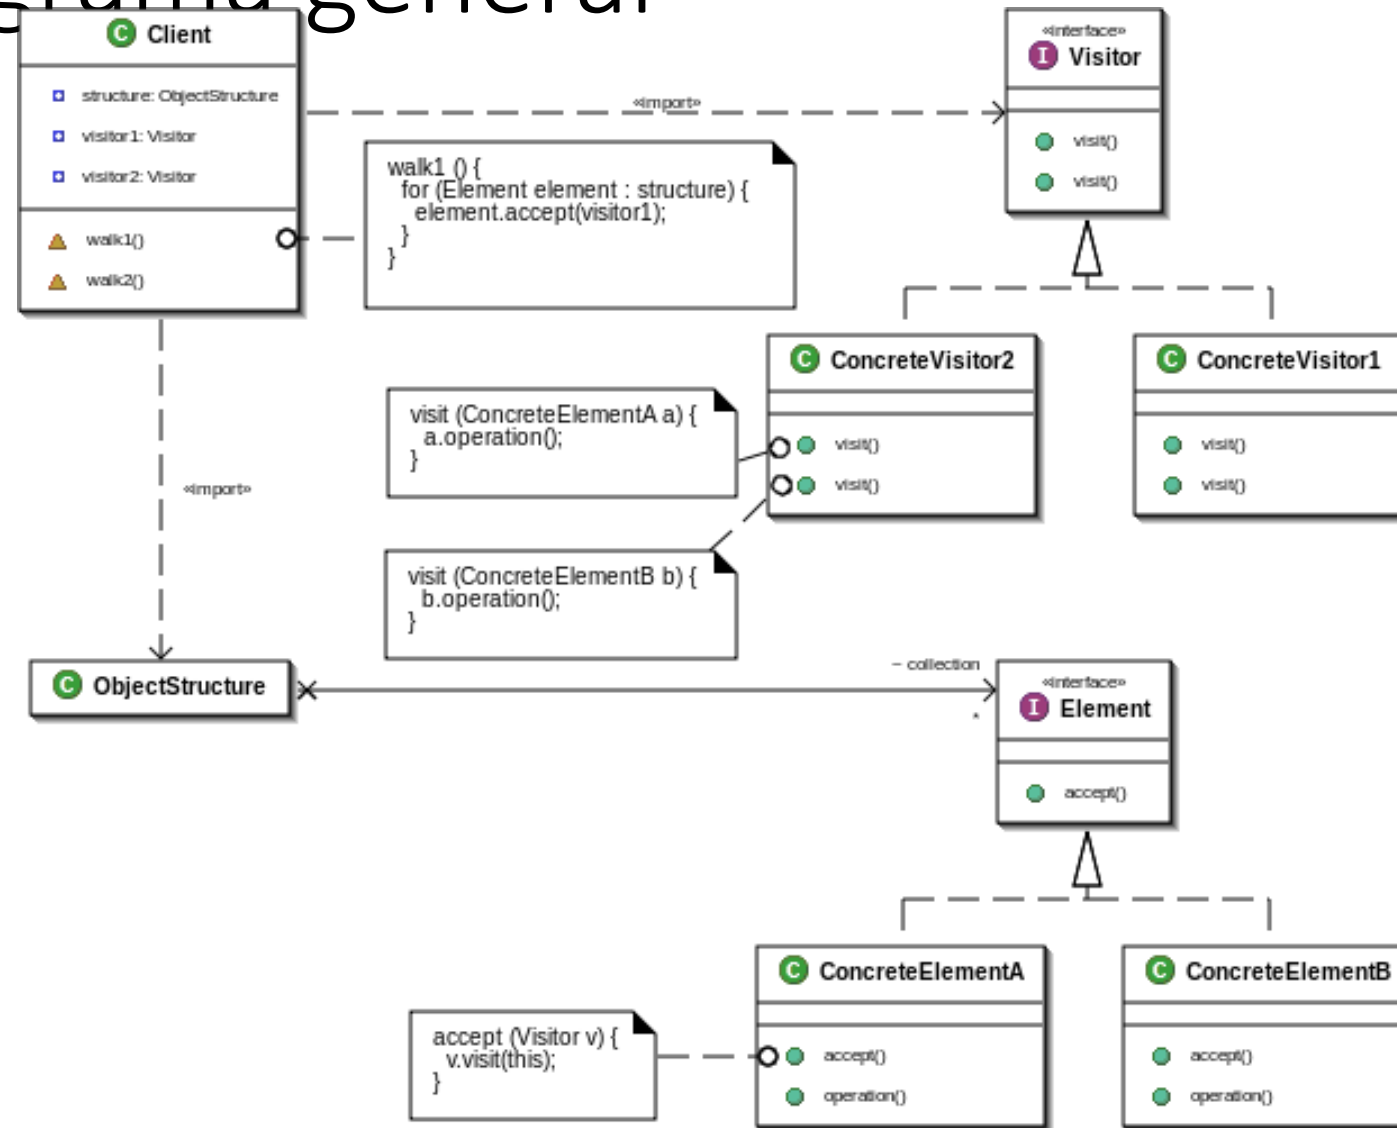 grama general
Client
structure: ObjectStructure
visitor1: Visitor
visitor2: Visitor
walk1()
walk2()
«import»
walk1 () {
for (Element element : structure) {
element.accept(visitor1);
}
}
«interface»
Visitor
visit()
visit()
ConcreteVisitor2
visit()
visit()
ConcreteVisitor1
visit()
visit()
visit (ConcreteElementA a) {
a.operation();
}
visit (ConcreteElementB b) {
b.operation();
}
«import»
ObjectStructure
– collection
*
«interface»
Element
accept()
ConcreteElementA
accept()
operation()
ConcreteElementB
accept()
operation()
accept (Visitor v) {
v.visit(this);
}